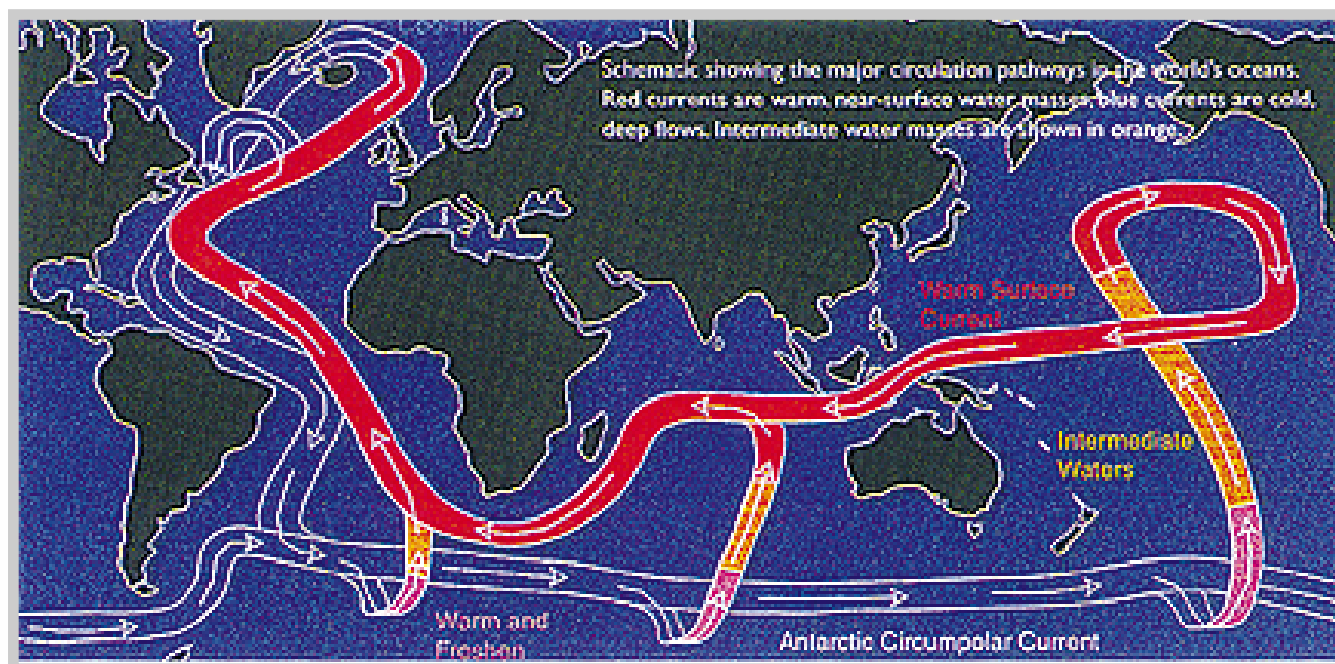 Schematic showing the major circulation pathways in the world's oceans.
Red currents are warm, near-surface water masses; blue currents are cold,
deep flows. Intermediate water masses are shown in orange.
Warm Surface
Current
Intermediate
Waters
Warm and
Freshen
Antarctic Circumpolar Current